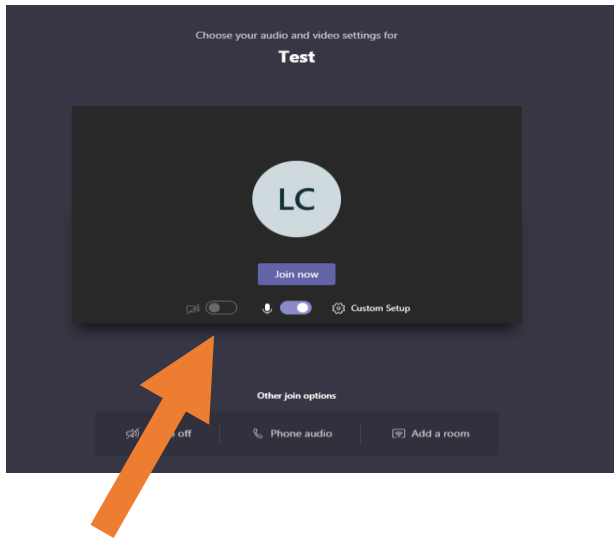 Choose your audio and video settings for
Test
LC
Join now
Custom Setup
Other join options
off
Phone audio
Add a room